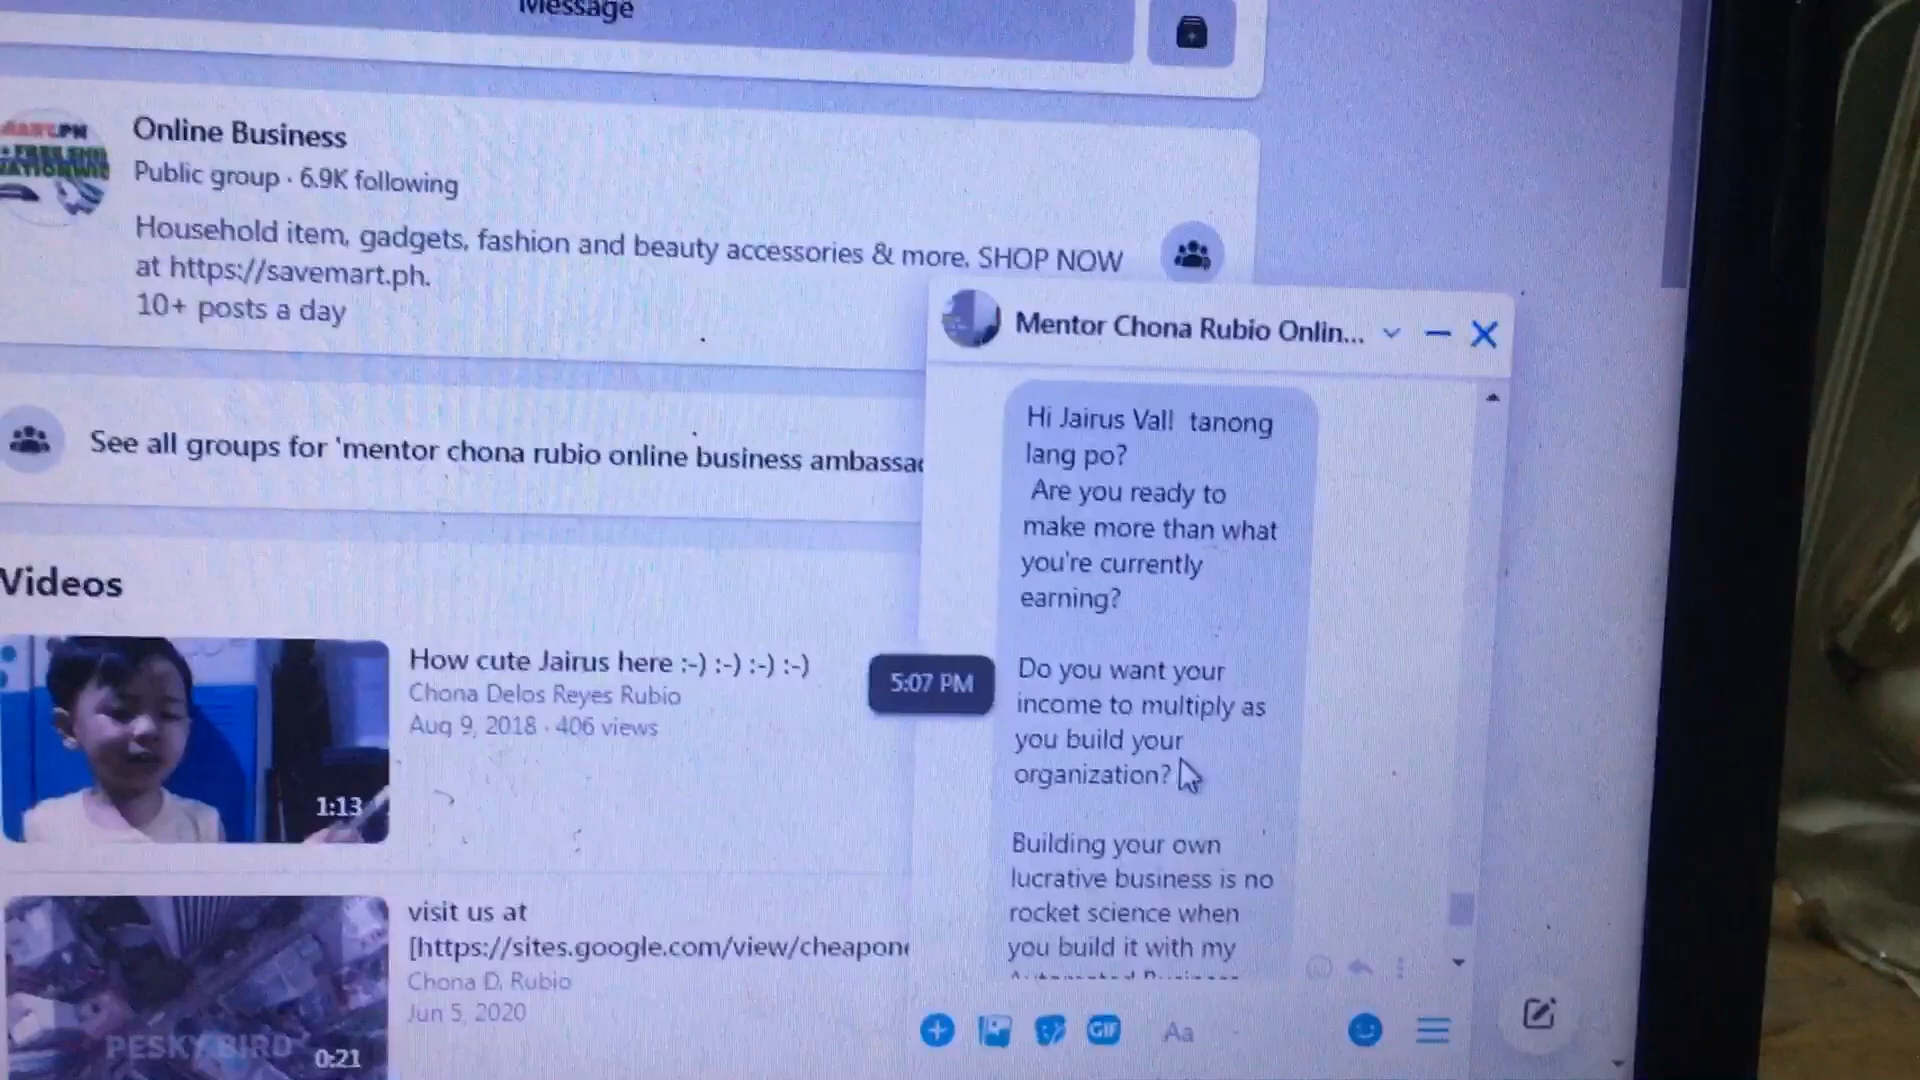 Message
Online Business
Public group · 6.9K following
Household item, gadgets, fashion and beauty accessories & more. SHOP NOW
at https://savemart.ph.
10+ posts a day
See all groups for 'mentor chona rubio online business
Videos
How cute Jairus here :-) :-) :-) :-)
Chona Delos Reyes Rubio
Aug 9, 2018 · 406 views
1:13
visit us at
[https://sites.google.com/view/cheapon
Chona D. Rubio
Jun 5, 2020
PESKY BIRD
0:21
Mentor Chona Rubio Onlin...
Hi Jairus Val! tanong
lang po?
Are you ready to
make more than what
you're currently
earning?
5:07 PM
Do you want your
income to multiply as
you build your
organization?
Building your own
lucrative business is no
rocket science when
you build it with my
GIF
Aa